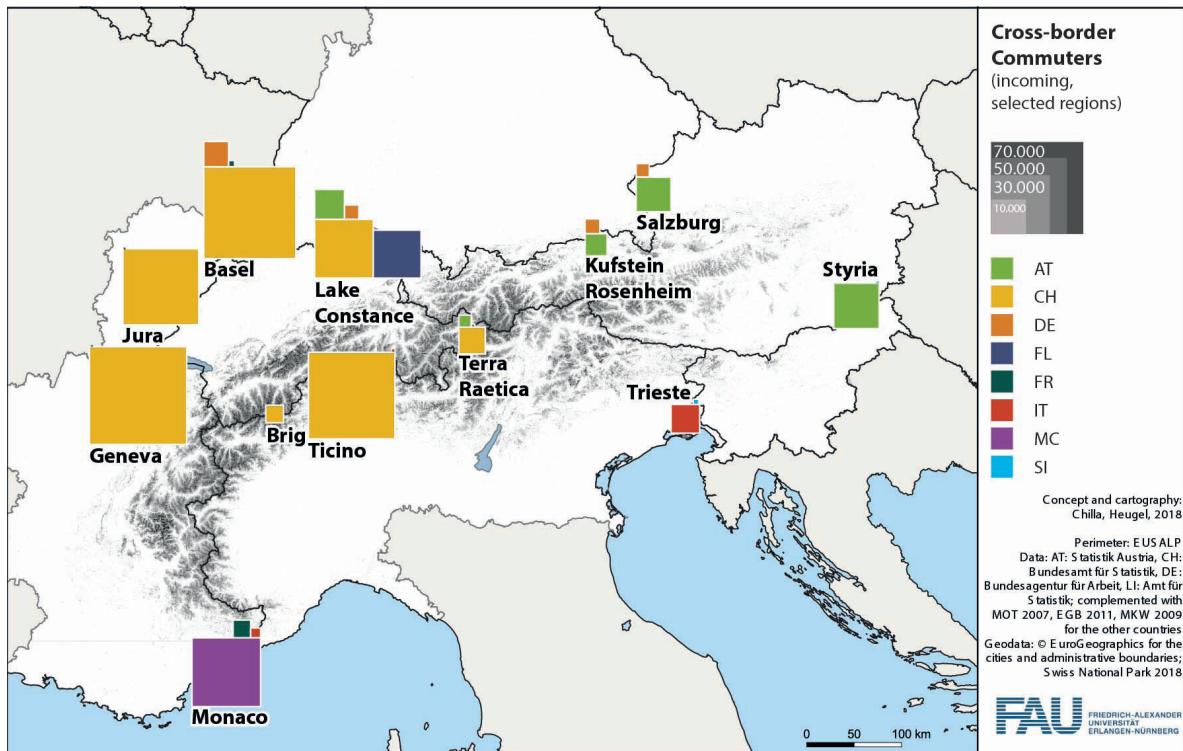 Cross-border
Commuters
(incoming,
selected regions)
70.000
50.000
30.000
10.000
AT
CH
DE
FL
FR
IT
MC
SI
Basel
Lake
Constance
Jura
Geneva
Brig
Ticino
Terra
Raetica
Kufstein
Rosenheim
Salzburg
Styria
Trieste
Monaco
0 50 100 km
Concept and cartography:
Chilla, Heugel, 2018
Perimeter: EUSALP
Data: AT: Statistik Austria, CH:
Bundesamt für Statistik, DE:
Bundesagentur für Arbeit, LI: Amt für
Statistik; complemented with
MOT 2007, EGB 2011, MKW 2009
for the other countries
Geodata: © EuroGeographics for the
cities and administrative boundaries;
Swiss National Park 2018
FAU
FRIEDRICH-ALEXANDER
UNIVERSITÄT
ERLANGEN-NÜRNBERG